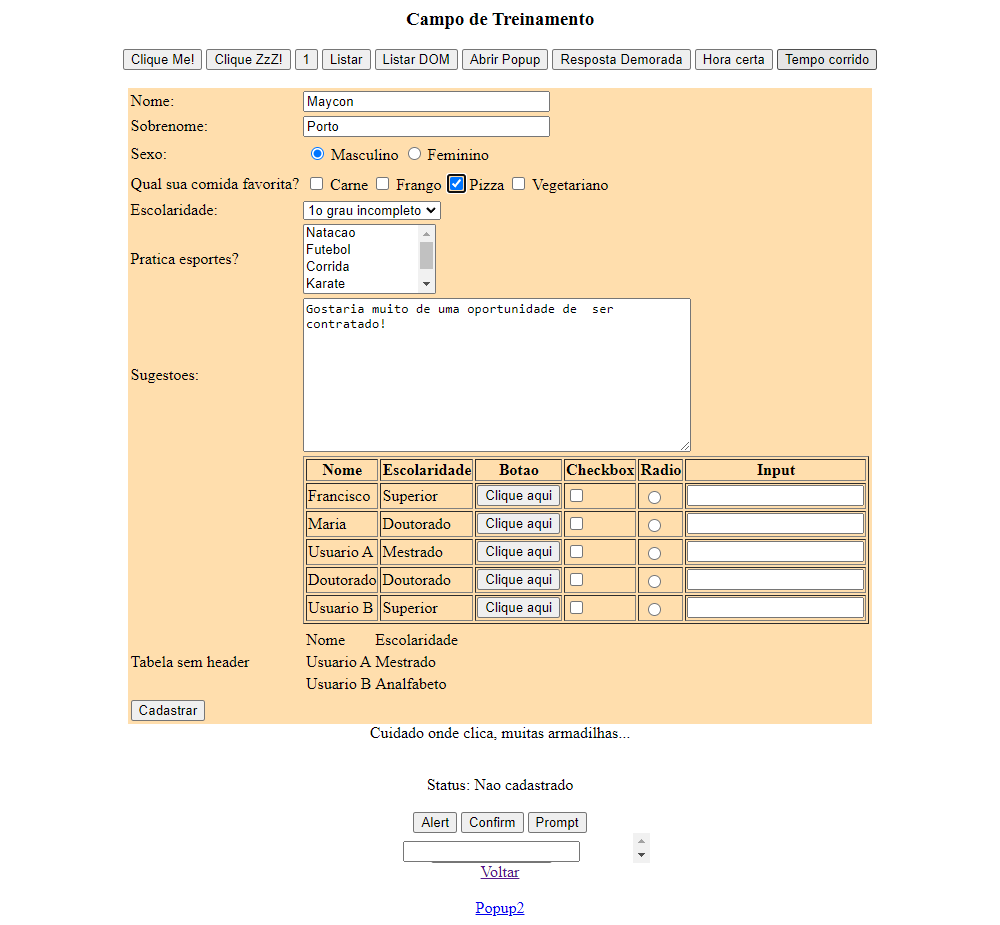 Campo de Treinamento
Clique Me! Clique ZzZ! 1 Listar Listar DOM Abrir Popup Resposta Demorada Hora certa Tempo corrido
Nome: Maycon
Sobrenome: Porto
Sexo: Masculino Feminino
Qual sua comida favorita? Carne Frango Pizza Vegetariano
Escolaridade: 1o grau incompleto
Natacao
Futebol
Pratica esportes?
Corrida
Karate
Gostaria muito de uma oportunidade de  ser
contratado!
Sugestoes:
Nome Escolaridade Botao Checkbox Radio Input
Francisco Superior Clique aqui
Maria Doutorado Clique aqui
Usuario A Mestrado Clique aqui
Doutorado Doutorado Clique aqui
Usuario B Superior Clique aqui
Nome Escolaridade
Tabela sem header Usuario A Mestrado
Usuario B Analfabeto
Cadastrar
Cuidado onde clica, muitas armadilhas...
Status: Nao cadastrado
Alert Confirm Prompt
Voltar
Popup2